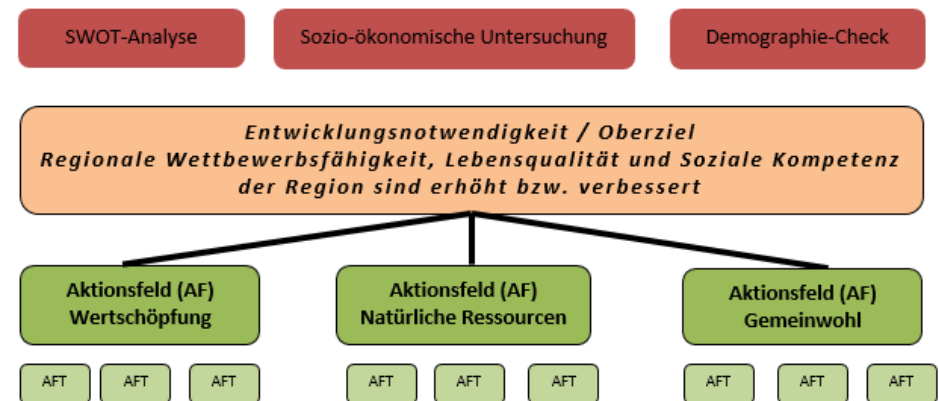 SWOT-Analyse
Sozio-ökonomische Untersuchung
Demographie-Check
Entwicklungsnotwendigkeit / Oberziel
Regionale Wettbewerbsfähigkeit, Lebensqualität und Soziale Kompetenz
der Region sind erhöht bzw. verbessert
Aktionsfeld (AF)
Wertschöpfung
Aktionsfeld (AF)
Natürliche Ressourcen
Aktionsfeld (AF)
Gemeinwohl
AFT
AFT
AFT
AFT
AFT
AFT
AFT
AFT
AFT